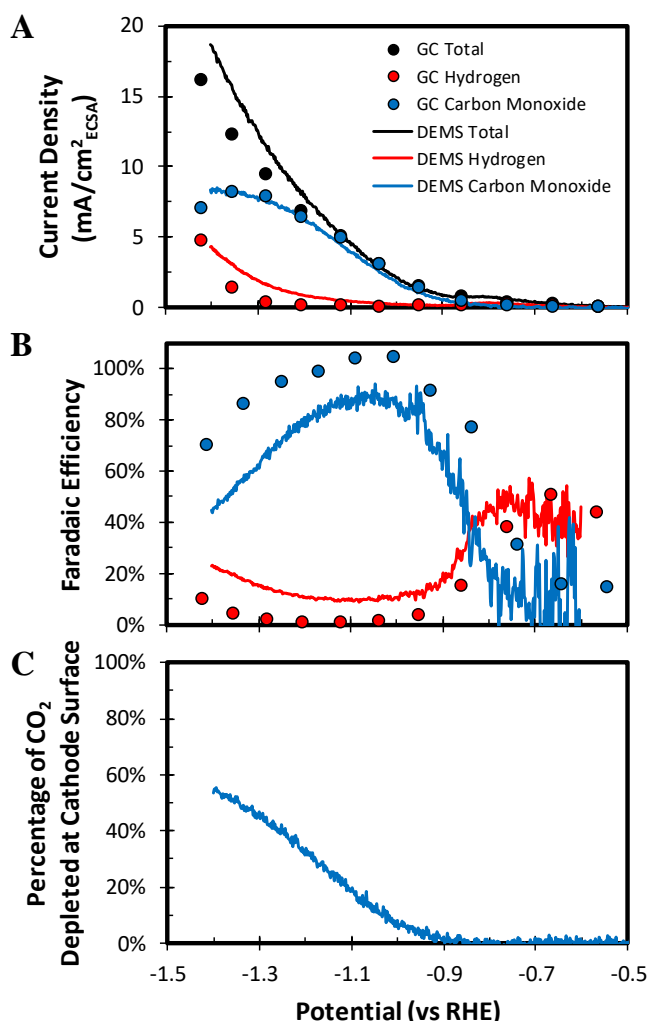 A
Current Density
(mA/cm²ECSA)
20
15
10
5
0
GC Total
GC Hydrogen
GC Carbon Monoxide
DEMS Total
DEMS Hydrogen
DEMS Carbon Monoxide
B
Faradaic Efficiency
100%
80%
60%
40%
20%
0%
C
Percentage of CO₂
Depleted at Cathode Surface
100%
80%
60%
40%
20%
0%
-1.5 -1.3 -1.1 -0.9 -0.7 -0.5
Potential (vs RHE)